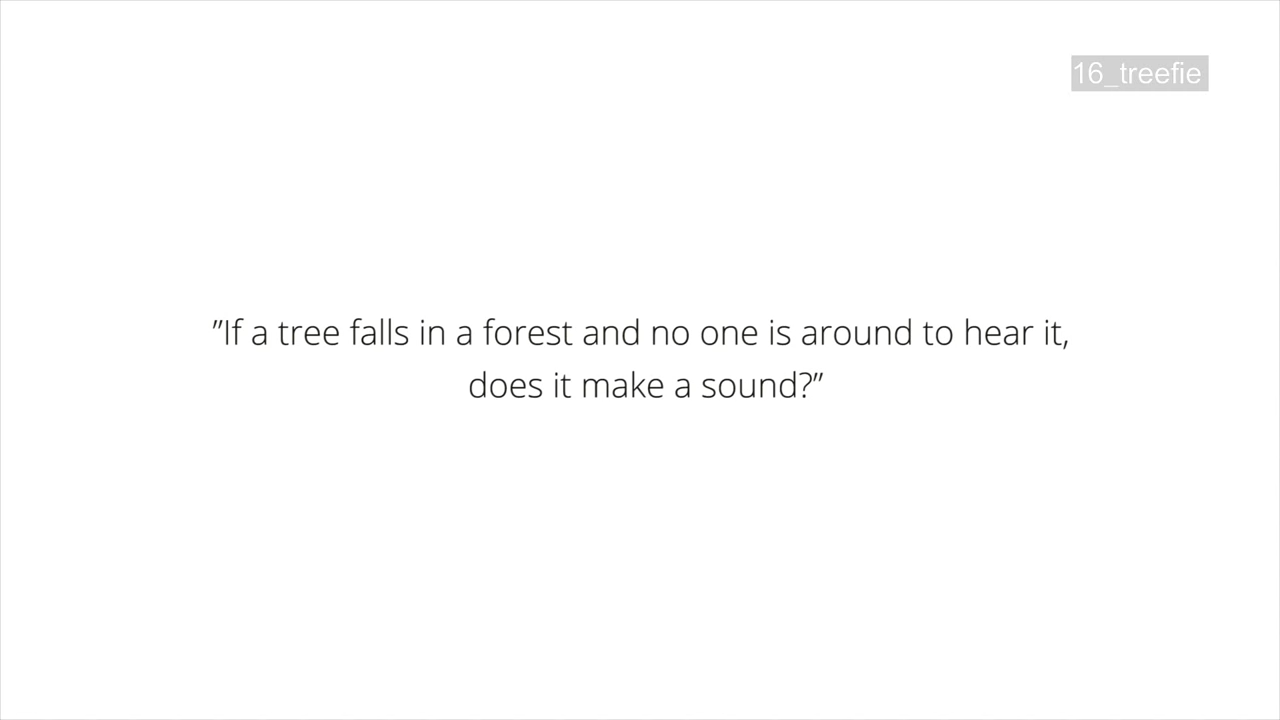 16_treefie
”If a tree falls in a forest and no one is around to hear it,
does it make a sound?”